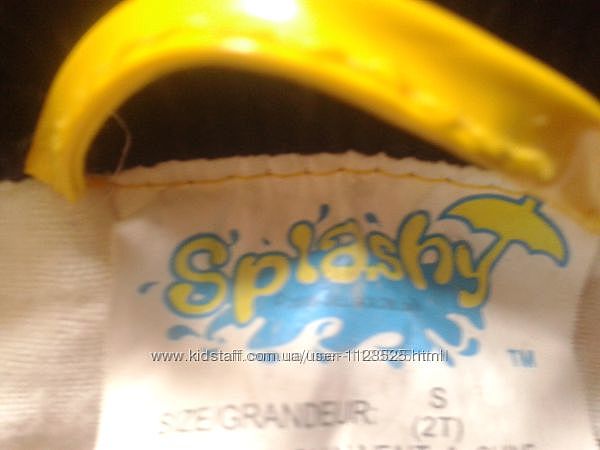 Splashy
TM
www.kidstaff.com.ua/user-1123525.html
SIZE/GRANDEUR: S
(2T)